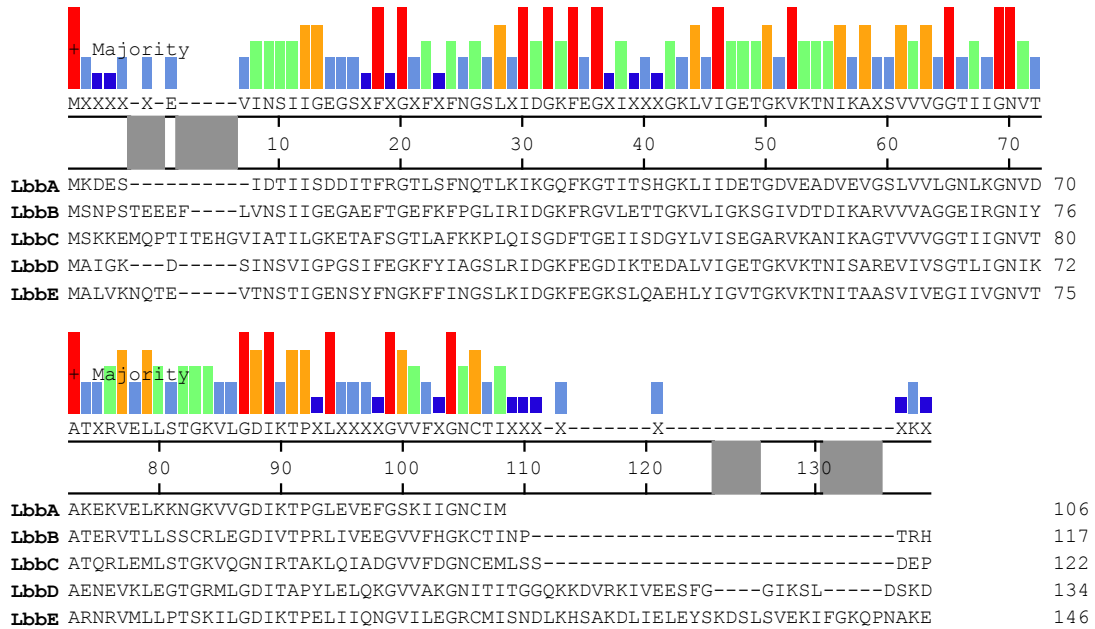 + Majority
MXXXX-X-E-----VINSIIGEGSXFXGXFXFNGSLXIDGKFEGXIXXXGKLVIGETGKVKTNIKAXSVVVGGTIIGNVT
10 20 30 40 50 60 70
LbbA MKDES----------IDTIISDDITFRGTLSFNQTLKIKGQFKGTITSHGKLIIDETGDVEADVEVGSLVVLGNLKGNVD 70
LbbB MSNPSTEEEF----LVNSIIGEGAEFTGEFKFPGLIRIDGKFRGVLETTGKVLIGKSGIVDTDIKARVVVAGGEIRGNIY 76
LbbC MSKKEMQPTITEHGVIATILGKETAFSGTLAFKKPLQISGDFTGEIISDGYLVISEGARVKANIKAGTVVVGGTIIGNVT 80
LbbD MAIGK---D-----SINSVIGPGSIFEGKFYIAGSLRIDGKFEGDIKTEDALVIGETGKVKTNISAREVIVSGTLIGNIK 72
LbbE MALVKNQTE-----VTNSTIGENSYFNGKFFINGSLKIDGKFEGKSLQAEHLYIGVTGKVKTNITAASVIVEGIIVGNVT 75
+ Majority
ATXRVELLSTGKVLGDIKTPXLXXXXGVVFXGNCTIXXX-X-------X-------------------XKX
80 90 100 110 120 130
LbbA AKEKVELKKNGKVVGDIKTPGLEVEFGSKIIGNCIM 106
LbbB ATERVTLLSSCRLEGDIVTPRLIVEEGVVFHGKCTINP------------------------------TRH 117
LbbC ATQRLEMLSTGKVQGNIRTAKLQIADGVVFDGNCEMLSS-----------------------------DEP 122
LbbD AENEVKLEGTGRMLGDITAPYLELQKGVVAKGNITITGGQKKDVRKIVEESFG----GIKSL-----DSKD 134
LbbE ARNRVMLLPTSKILGDIKTPELIIQNGVILEGRCMISNDLKHSAKDLIELEYSKDSLSVEKIFGKQPNAKE 146